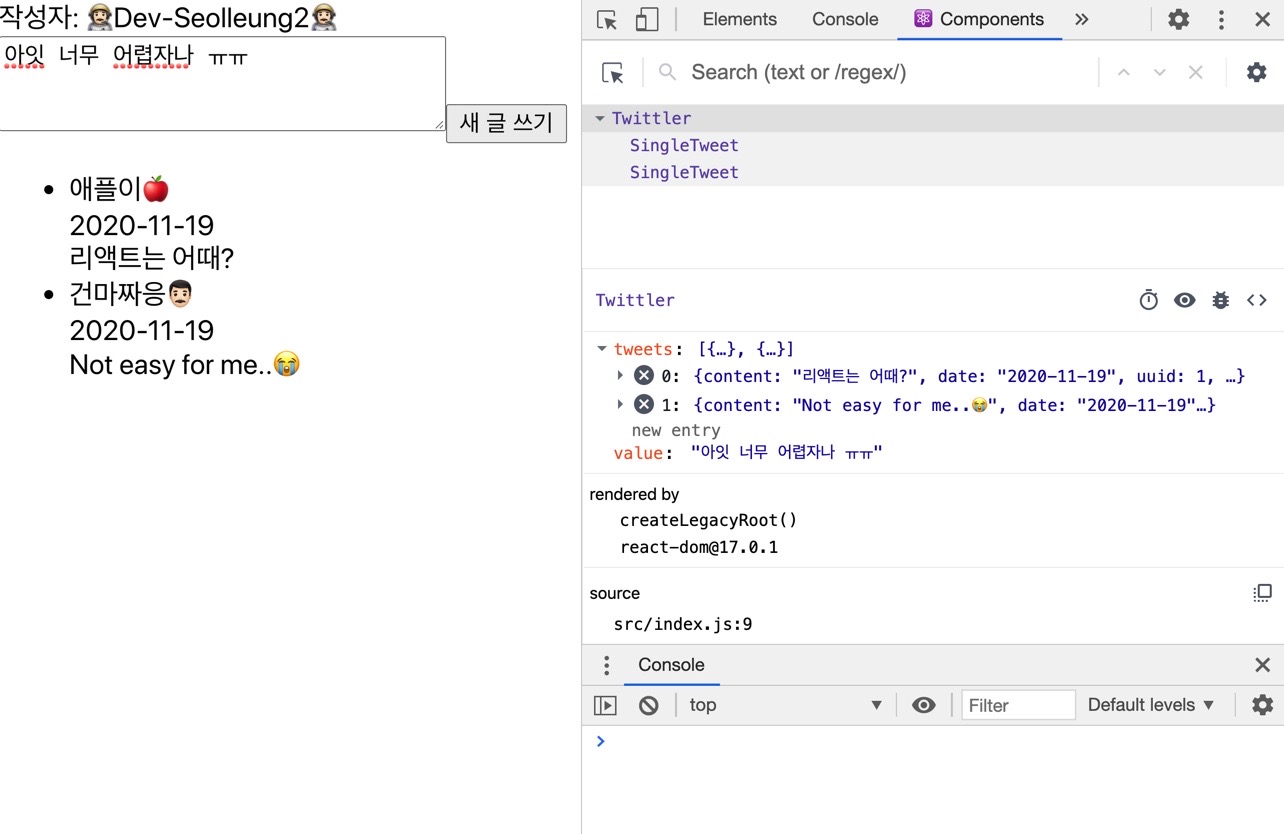 작성자: 👩🏻‍🚀Dev-Seolleung2👩🏻‍🚀
아잇 너무 어렵자나 ㅠㅠ
새 글 쓰기
애플이🍎
2020-11-19
리액트는 어때?
건마짜응👨🏻
2020-11-19
Not easy for me..😭
Elements Console Components
Search (text or /regex/)
Twittler
SingleTweet
SingleTweet
Twittler
tweets: [{…}, {…}]
0: {content: "리액트는 어때?", date: "2020-11-19", uuid: 1, …}
1: {content: "Not easy for me..😭", date: "2020-11-19"…}
new entry
value: "아잇 너무 어렵자나 ㅠㅠ"
rendered by
createLegacyRoot()
react-dom@17.0.1
source
src/index.js:9
Console
top Filter Default levels